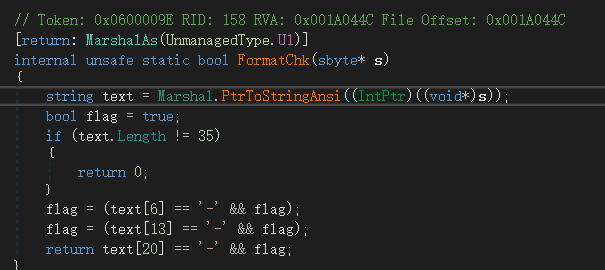 // Token: 0x0600009E RID: 158 RVA: 0x001A044C File Offset: 0x001A044C
[return: MarshalAs(UnmanagedType.U1)]
internal unsafe static bool FormatChk(sbyte* s)
{
string text = Marshal.PtrToStringAnsi((IntPtr)((void*)s));
bool flag = true;
if (text.Length != 35)
{
return 0;
}
flag = (text[6] == '-' && flag);
flag = (text[13] == '-' && flag);
return text[20] == '-' && flag;
}